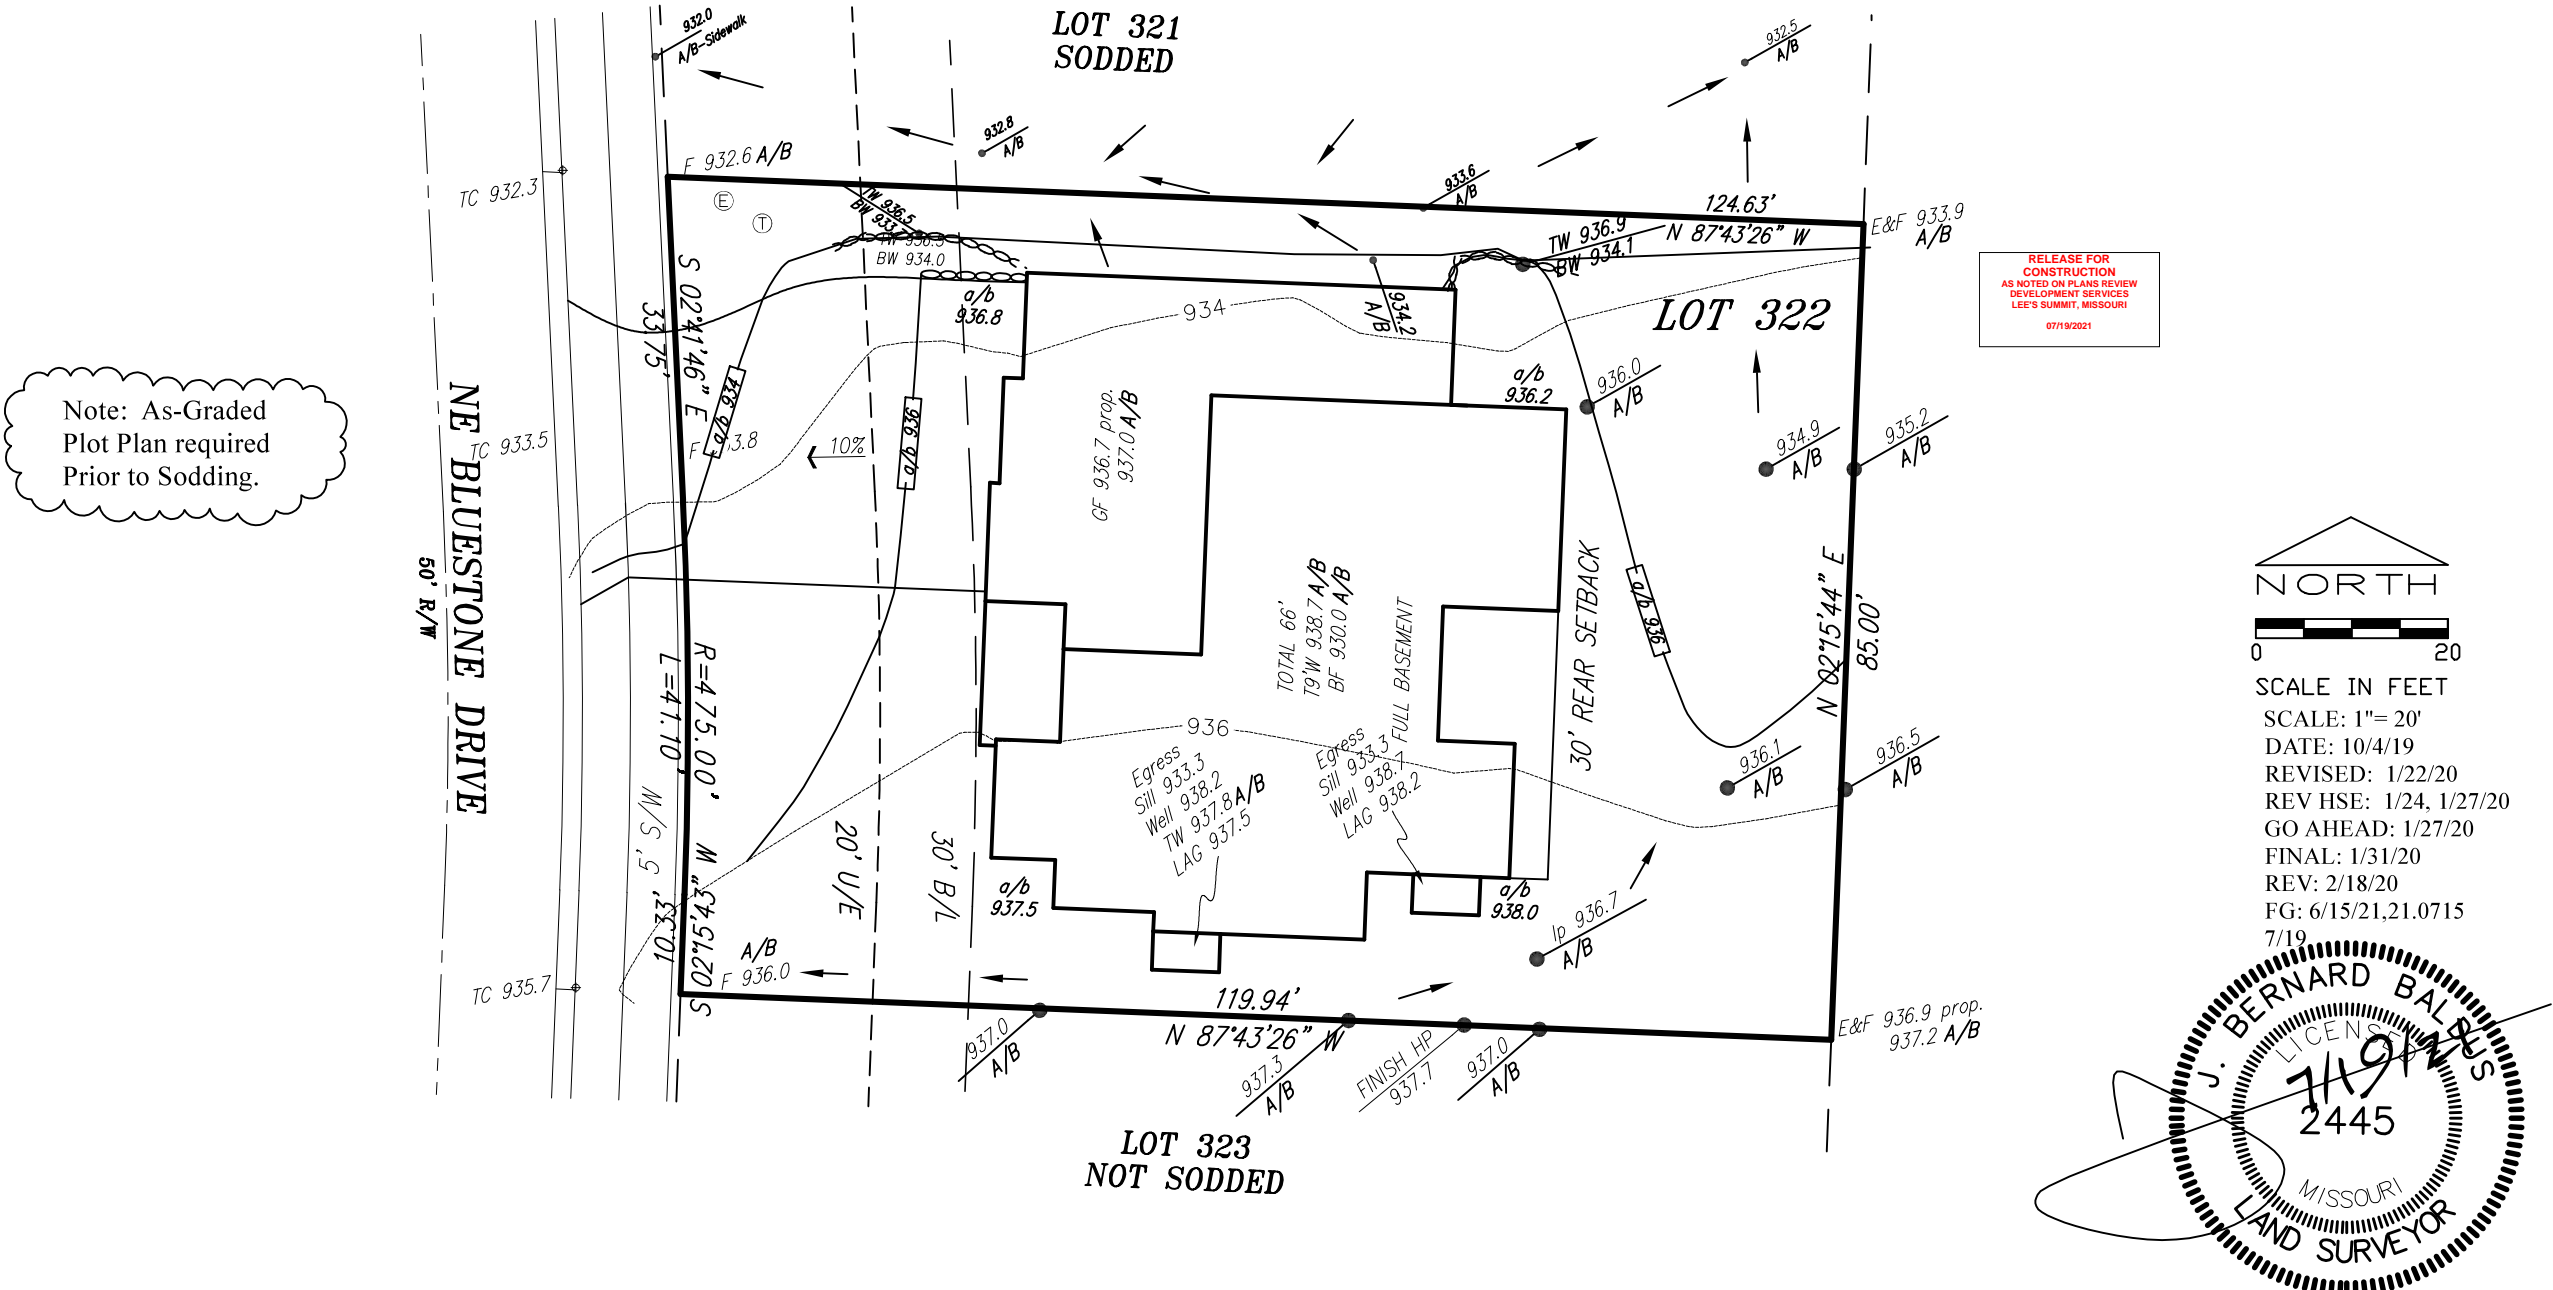 LOT 321
SODDED
932.0
A/B-Sidewalk
932.5
A/B
932.8
A/B
F 932.6 A/B
TC 932.3
E
T
TW 936.5
BW 933.
BW 934.0
933.6
A/B
124.63'
N 87°43'26" W
E&F 933.9
A/B
TW 936.9
BW 934.1
RELEASE FOR
CONSTRUCTION
AS NOTED ON PLANS REVIEW
DEVELOPMENT SERVICES
LEE'S SUMMIT, MISSOURI
07/19/2021
S 02°41'46" E
33.75'
a/b
936.8
934
934.2
A/B
LOT 322
Note: As-Graded
Plot Plan required
Prior to Sodding.
NE BLUESTONE DRIVE
50' R/W
TC 933.5
a/b 934
F 3.8
10%
a/b 936
GF 936.7 prop.
937.0 A/B
a/b
936.2
936.0
A/B
934.9
A/B
935.2
A/B
TOTAL 66'
T9'W 938.7 A/B
BF 930.0 A/B
FULL BASEMENT
30' REAR SETBACK
a/b 936
N 02°15'44" E
85.00'
R=475.00'
L=41.10'
936
Egress
Sill 933.3
Well 938.2
TW 937.8 A/B
LAG 937.5
Egress
Sill 933.3
Well 938.7
LAG 938.2
936.1
A/B
936.5
A/B
5' S/W
20' U/E
30' B/L
S 02°15'43" W
10.33'
a/b
937.5
a/b
938.0
lp 936.7
A/B
A/B
F 936.0
TC 935.7
119.94'
N 87°43'26" W
937.0
A/B
937.3
A/B
FINISH HP
937.7
937.0
A/B
E&F 936.9 prop.
937.2 A/B
LOT 323
NOT SODDED
NORTH
0 20
SCALE IN FEET
SCALE: 1"= 20'
DATE: 10/4/19
REVISED: 1/22/20
REV HSE: 1/24, 1/27/20
GO AHEAD: 1/27/20
FINAL: 1/31/20
REV: 2/18/20
FG: 6/15/21,21.0715
7/19
J. BERNARD
LICENSED
7/19/21
2445
MISSOURI
LAND SURVEYOR